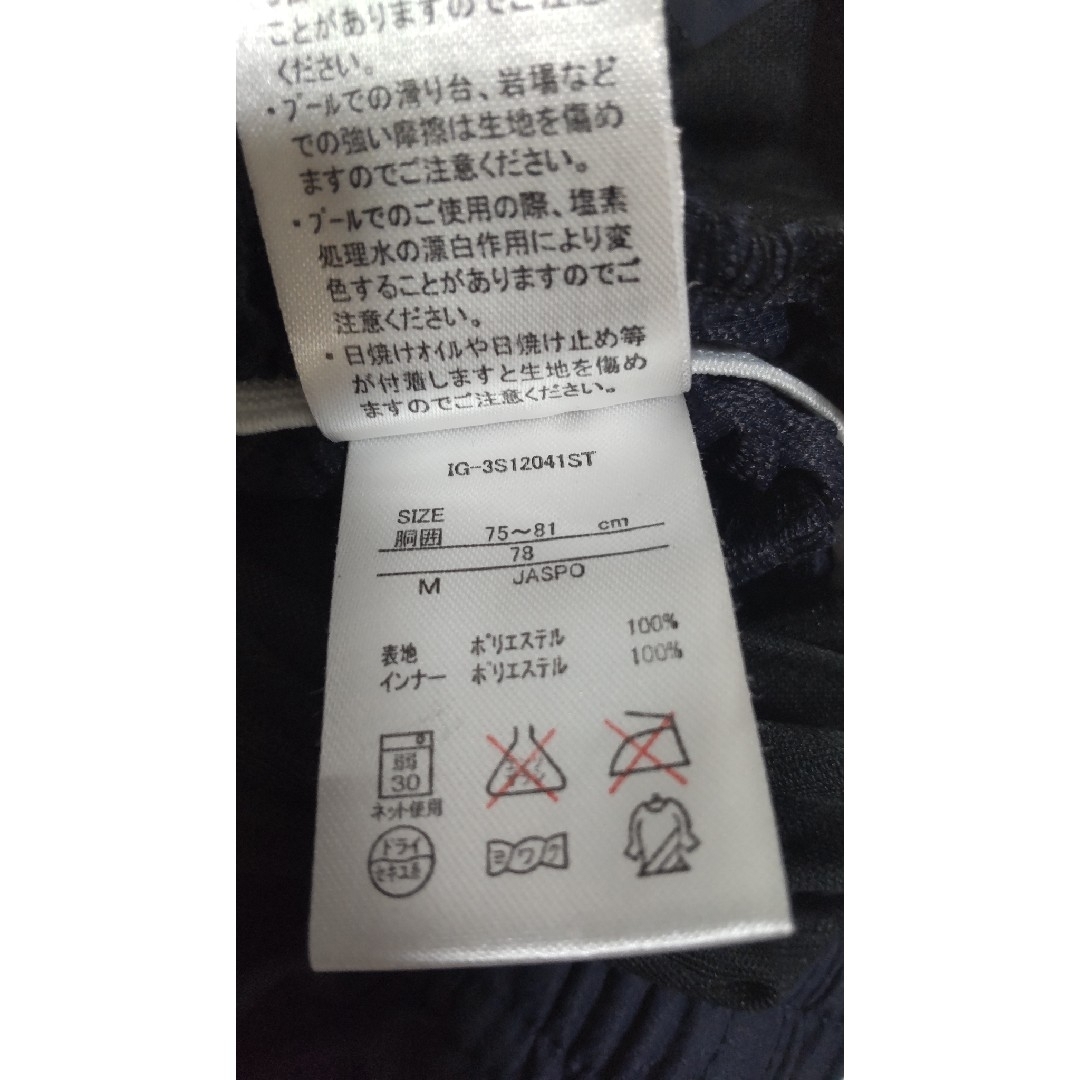 ことがありますのでご注意
ください。
・プールでの滑り台、岩場など
での強い摩擦は生地を傷め
ますのでご注意ください。
・プールでのご使用の際、塩素
処理水の漂白作用により変
色することがありますのでご
注意ください。
・日焼けオイルや日焼け止め等
が付着しますと生地を傷め
ますのでご注意ください。
IG-3S12041ST
SIZE
胴囲 75~81 cm
78
M JASPO
表地 ポリエステル 100%
インナー ポリエステル 100%
弱
30
ネット使用
ドライ
セキユ系